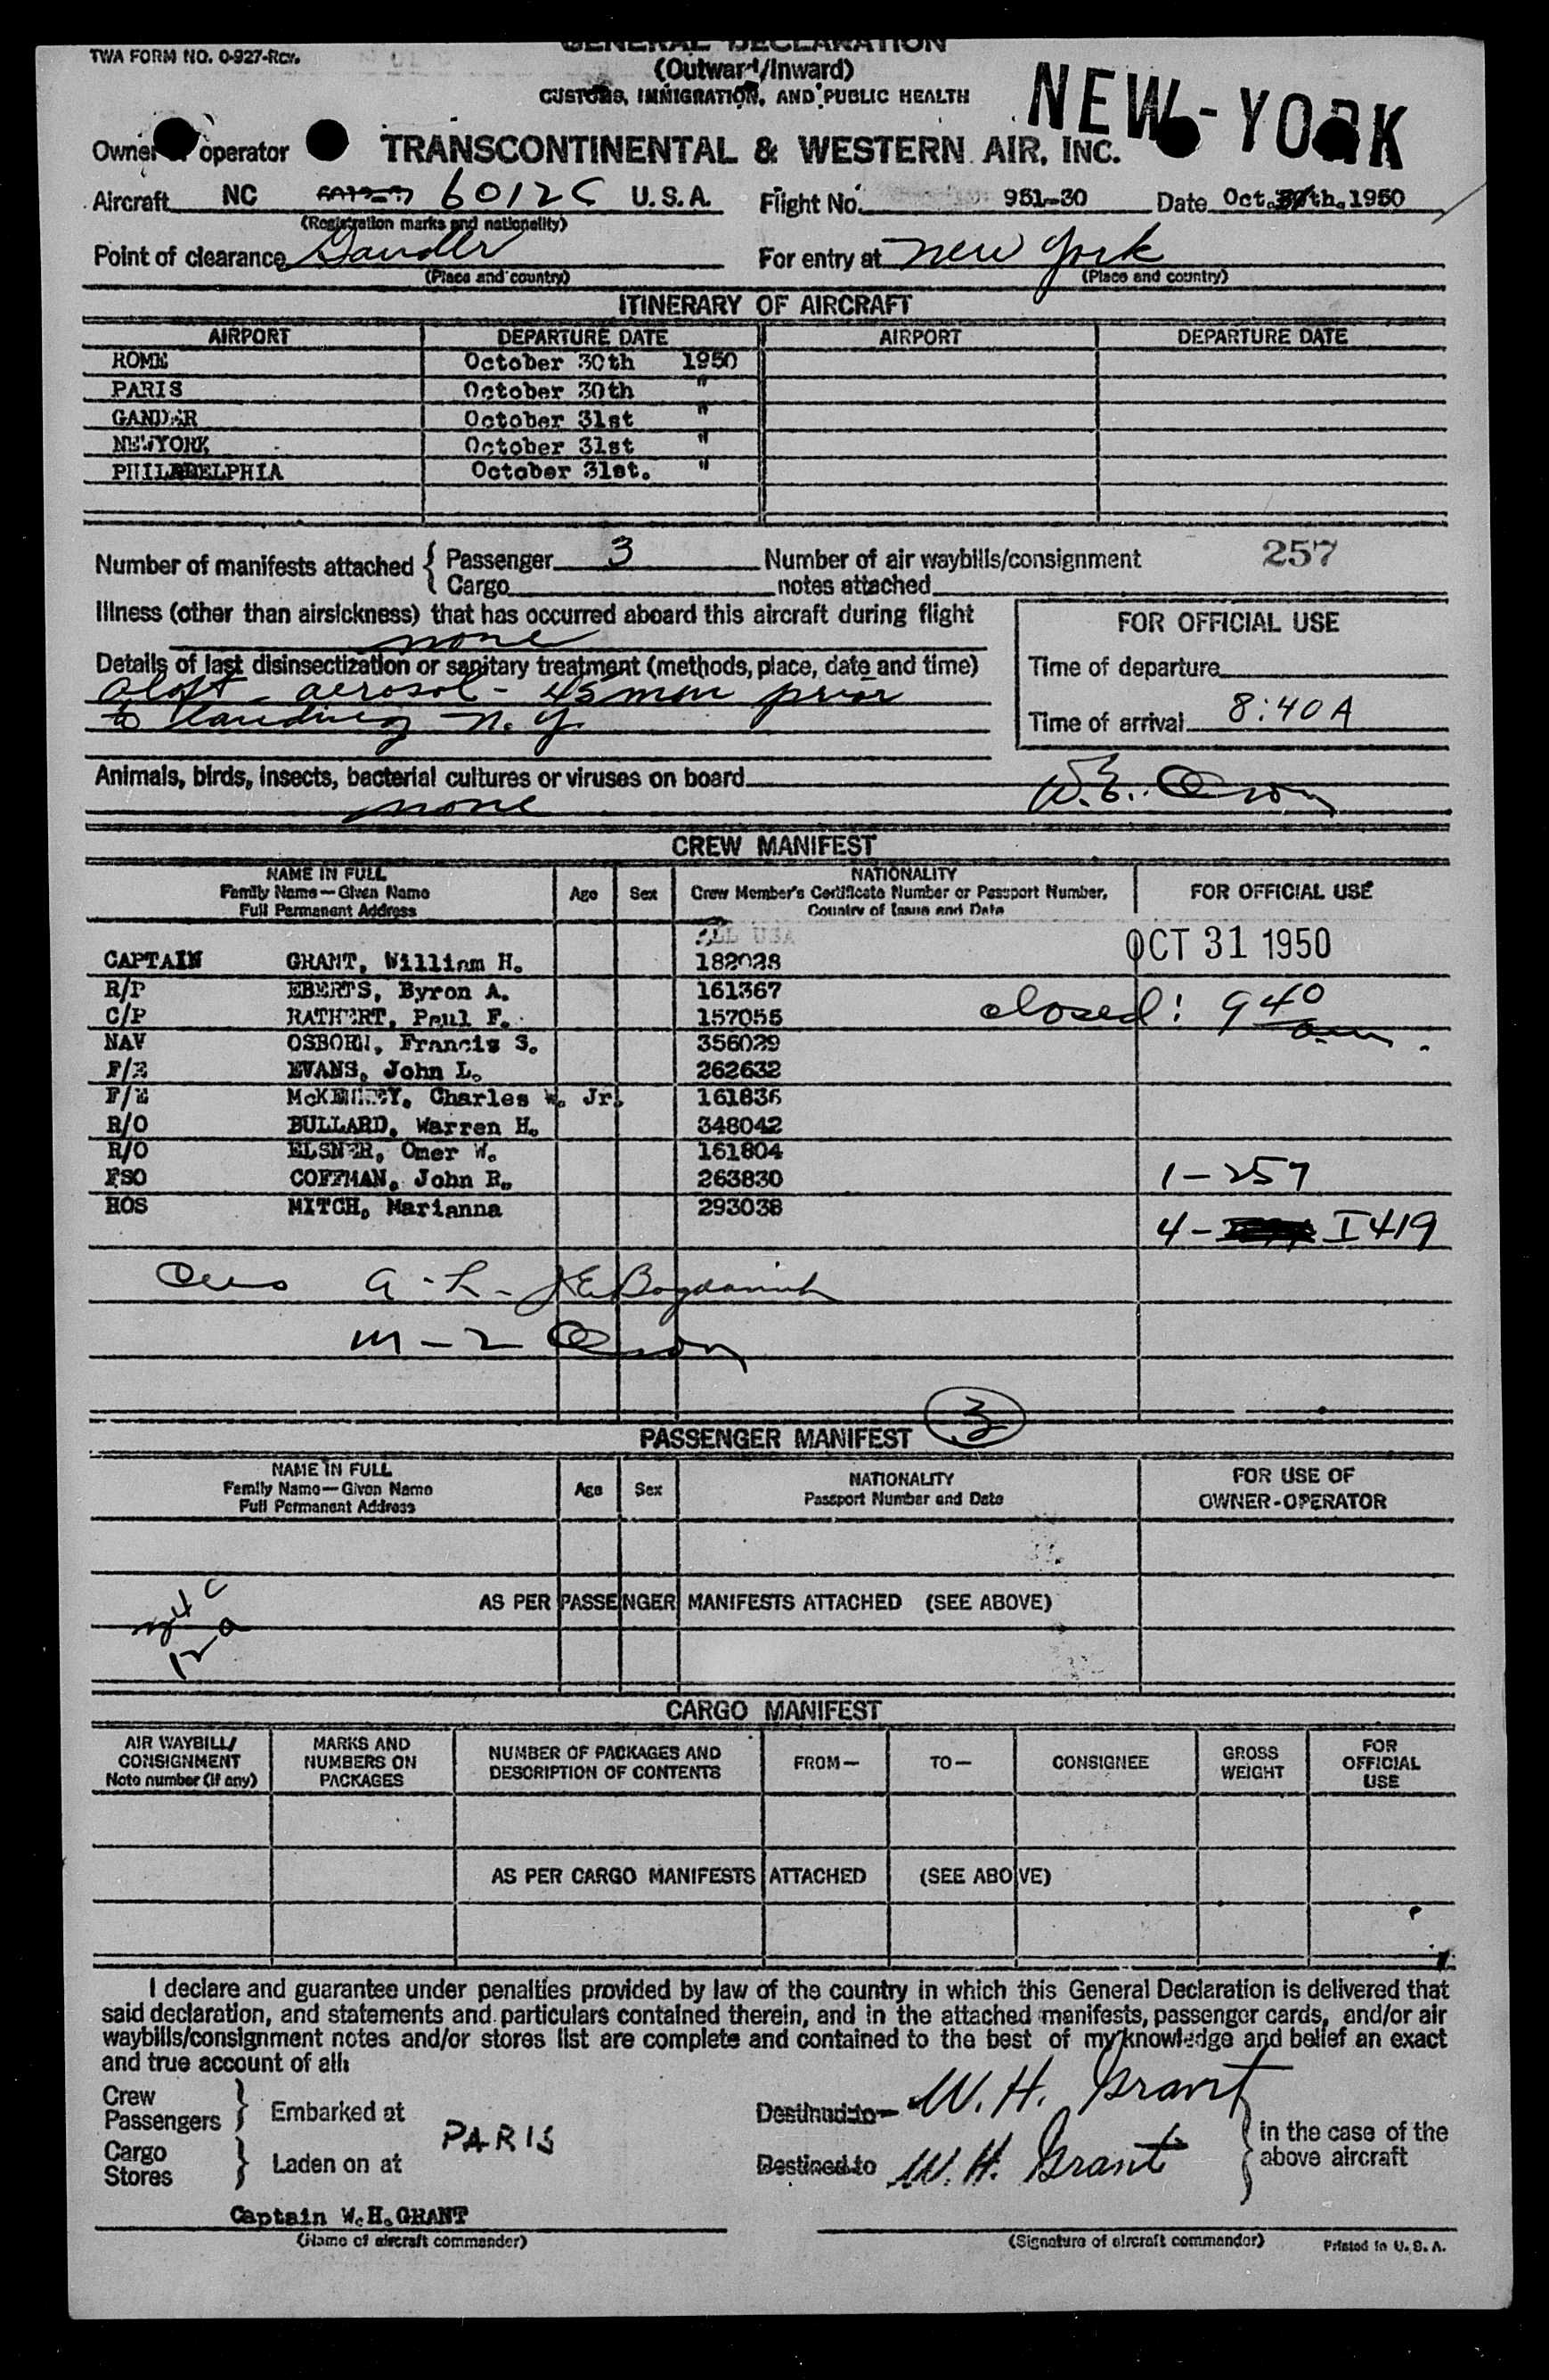 TWA FORM NO. O-927-Rev.
GENERAL DECLARATION
(Outward/Inward)
CUSTOMS, IMMIGRATION, AND PUBLIC HEALTH
NEW-YORK
Owner or operator TRANSCONTINENTAL & WESTERN AIR, INC.
Aircraft NC 6012C U.S.A. Flight No. 951-30 Date Oct. th. 1950
(Registration marks and nationality)
Point of clearance Gander For entry at New York
(Place and country) (Place and country)
ITINERARY OF AIRCRAFT
AIRPORT DEPARTURE DATE AIRPORT DEPARTURE DATE
ROME October 30th 1950
PARIS October 30th "
GANDER October 31st "
NEWYORK October 31st "
PHILADELPHIA October 31st. "
Number of manifests attached { Passenger 3 Number of air waybills/consignment 257
Cargo notes attached
Illness (other than airsickness) that has occurred aboard this aircraft during flight
none
FOR OFFICIAL USE
Details of last disinsectization or sanitary treatment (methods, place, date and time)
Time of departure
aloft - aerosol - 45 min prior
to landing N.Y.
Time of arrival 8:40 A
Animals, birds, insects, bacterial cultures or viruses on board
none
W.E.
CREW MANIFEST
NAME IN FULL
Family Name—Given Name
Full Permanent Address
Age Sex
NATIONALITY
Crew Member's Certificate Number or Passport Number,
Country of Issue and Date
FOR OFFICIAL USE
ALL USA
OCT 31 1950
CAPTAIN GRANT, William H. 182028
R/P EBERTS, Byron A. 161367
closed: 9 40 am.
C/P RATHERT, Paul F. 157055
NAV OSBORN, Francis S. 356029
F/E EVANS, John L. 262632
F/E Charles W. Jr. 161836
R/O BULLARD, Warren H. 348042
R/O ELSNER, Omer W. 161804
FSO COFFMAN, John R. 263830 1-257
HOS MITCH, Marianna 293038
4- I419
a-L- JE Bogdanich
m-2
3
PASSENGER MANIFEST
NAME IN FULL
Family Name—Given Name
Full Permanent Address
Age Sex
NATIONALITY
Passport Number and Date
FOR USE OF
OWNER-OPERATOR
AS PER PASSENGER MANIFESTS ATTACHED (SEE ABOVE)
4 c
12 a
CARGO MANIFEST
AIR WAYBILL/
CONSIGNMENT
Note number (if any)
MARKS AND
NUMBERS ON
PACKAGES
NUMBER OF PACKAGES AND
DESCRIPTION OF CONTENTS
FROM—
TO—
CONSIGNEE
GROSS
WEIGHT
FOR
OFFICIAL
USE
AS PER CARGO MANIFESTS ATTACHED (SEE ABOVE)
I declare and guarantee under penalties provided by law of the country in which this General Declaration is delivered that
said declaration, and statements and particulars contained therein, and in the attached manifests, passenger cards, and/or air
waybills/consignment notes and/or stores list are complete and contained to the best of my knowledge and belief an exact
and true account of all:
Crew
Passengers } Embarked at Destined to W. H. Grant
PARIS
in the case of the
above aircraft
Cargo
Stores } Laden on at Destined to W. H. Grant
Captain W.H.GRANT
(Name of aircraft commander) (Signature of aircraft commander) Printed in U.S.A.